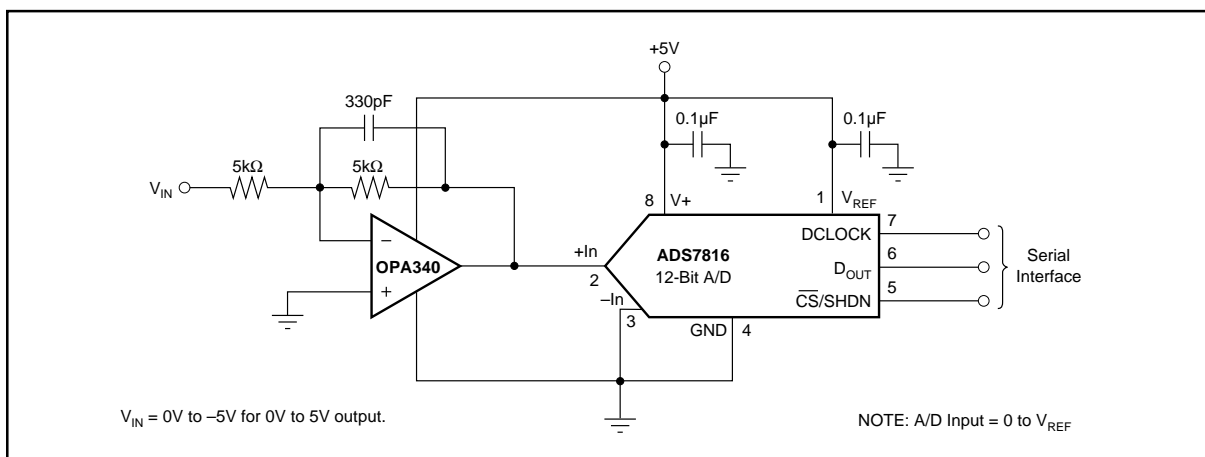 +5V
330pF
0.1µF
0.1µF
5kΩ
5kΩ
V_IN
8
V+
1
V_REF
7
DCLOCK
−
OPA340
+
+In
2
–In
3
ADS7816
12-Bit A/D
6
D_OUT
5
C̅S̅/SHDN
GND
4
Serial
Interface
V_IN = 0V to –5V for 0V to 5V output.
NOTE: A/D Input = 0 to V_REF